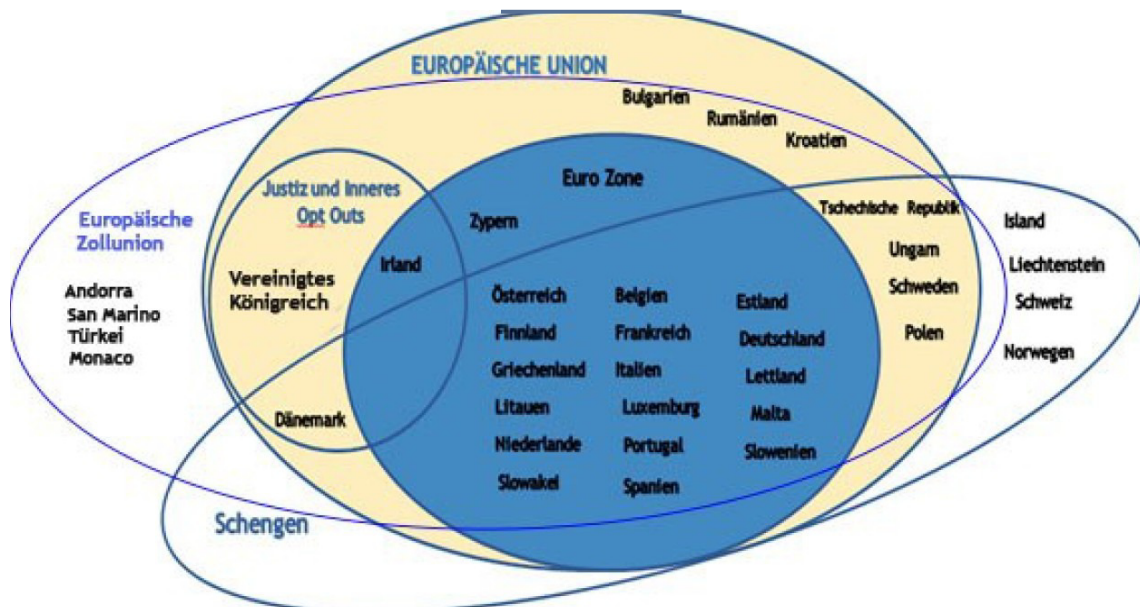 EUROPÄISCHE UNION
Bulgarien
Rumänien
Kroatien
Euro Zone
Justiz und Inneres
Opt Outs
Europäische
Zollunion
Zypern
Tschechische Republik
Island
Irland
Vereinigtes
Königreich
Ungarn
Liechtenstein
Andorra
San Marino
Türkei
Monaco
Österreich
Belgien
Estland
Schweden
Schweiz
Finnland
Frankreich
Deutschland
Polen
Norwegen
Griechenland
Italien
Lettland
Litauen
Luxemburg
Malta
Dänemark
Niederlande
Portugal
Slowenien
Slowakei
Spanien
Schengen